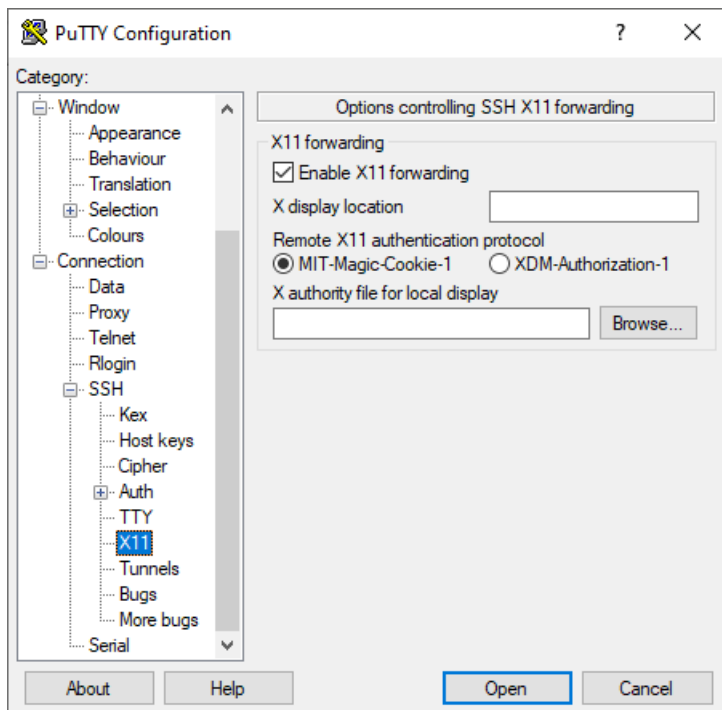 PuTTY Configuration
?
Category:
Window
Appearance
Behaviour
Translation
Selection
Colours
Connection
Data
Proxy
Telnet
Rlogin
SSH
Kex
Host keys
Cipher
Auth
TTY
X11
Tunnels
Bugs
More bugs
Serial
Options controlling SSH X11 forwarding
X11 forwarding
Enable X11 forwarding
X display location
Remote X11 authentication protocol
MIT-Magic-Cookie-1 XDM-Authorization-1
X authority file for local display
Browse...
About Help Open Cancel